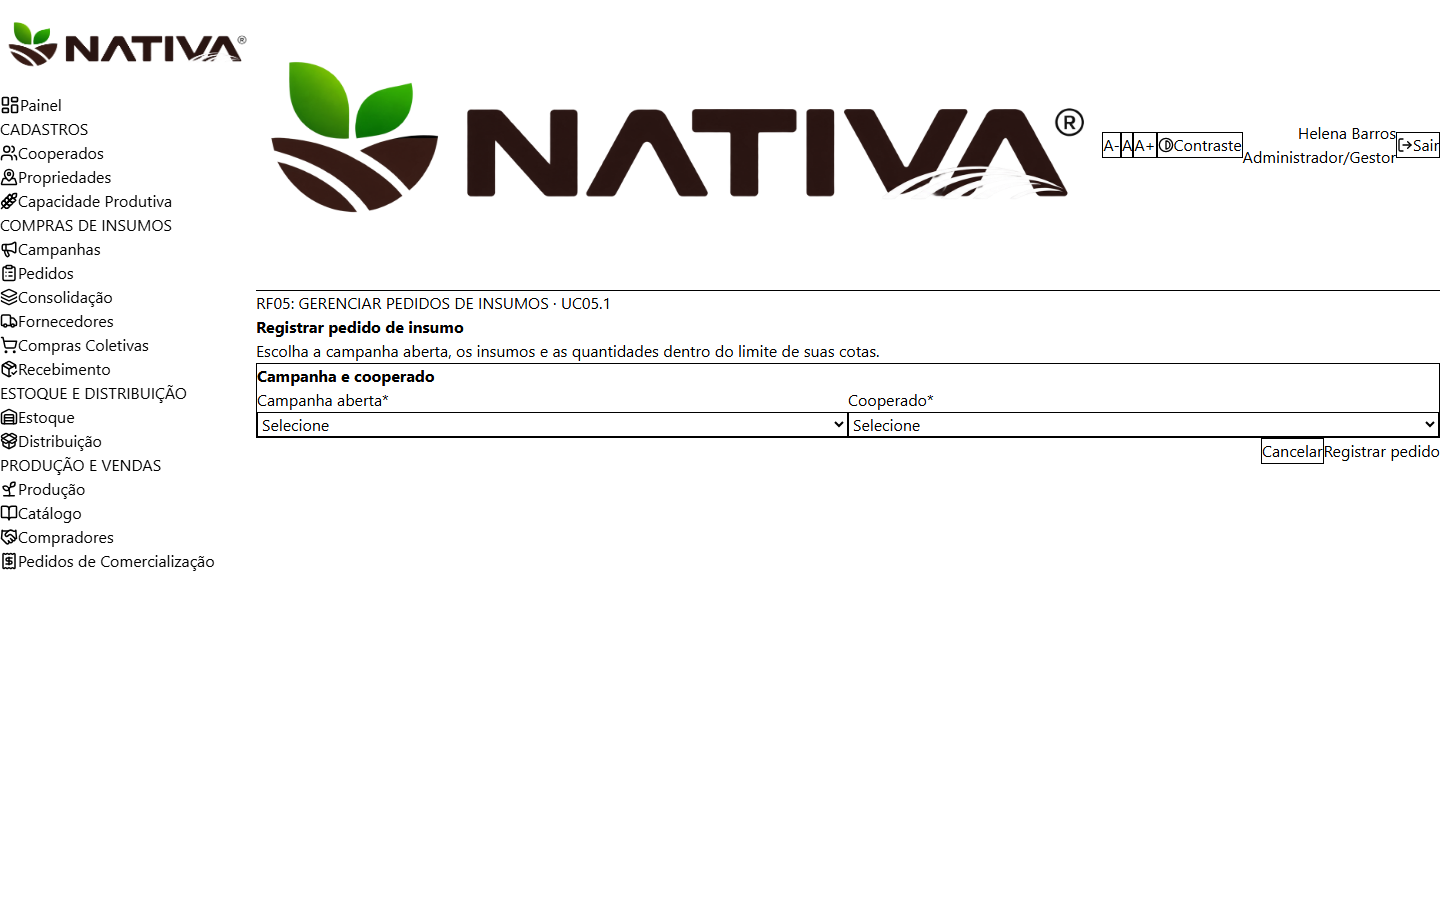 NATIVA®
Painel
CADASTROS
Cooperados
Propriedades
Capacidade Produtiva
COMPRAS DE INSUMOS
Campanhas
Pedidos
Consolidação
Fornecedores
Compras Coletivas
Recebimento
ESTOQUE E DISTRIBUIÇÃO
Estoque
Distribuição
PRODUÇÃO E VENDAS
Produção
Catálogo
Compradores
Pedidos de Comercialização
NATIVA®
A- A A+ Contraste
Helena Barros
Administrador/Gestor
Sair
RF05: GERENCIAR PEDIDOS DE INSUMOS · UC05.1
Registrar pedido de insumo
Escolha a campanha aberta, os insumos e as quantidades dentro do limite de suas cotas.
Campanha e cooperado
Campanha aberta* Cooperado*
Selecione Selecione
Cancelar Registrar pedido